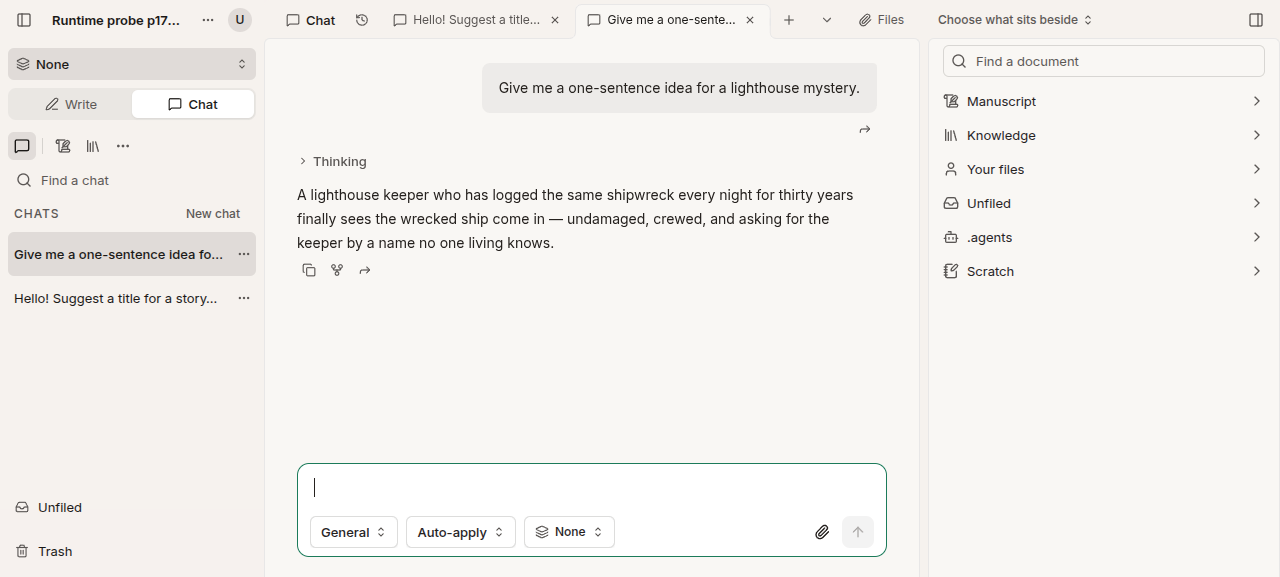 Runtime probe p17...
U
None
Write
Chat
Find a chat
CHATS
New chat
Give me a one-sentence idea fo...
Hello! Suggest a title for a story...
Unfiled
Trash
Chat
Hello! Suggest a title...
Give me a one-sente...
Files
Give me a one-sentence idea for a lighthouse mystery.
Thinking
A lighthouse keeper who has logged the same shipwreck every night for thirty years
finally sees the wrecked ship come in — undamaged, crewed, and asking for the
keeper by a name no one living knows.
General
Auto-apply
None
Choose what sits beside
Find a document
Manuscript
Knowledge
Your files
Unfiled
.agents
Scratch